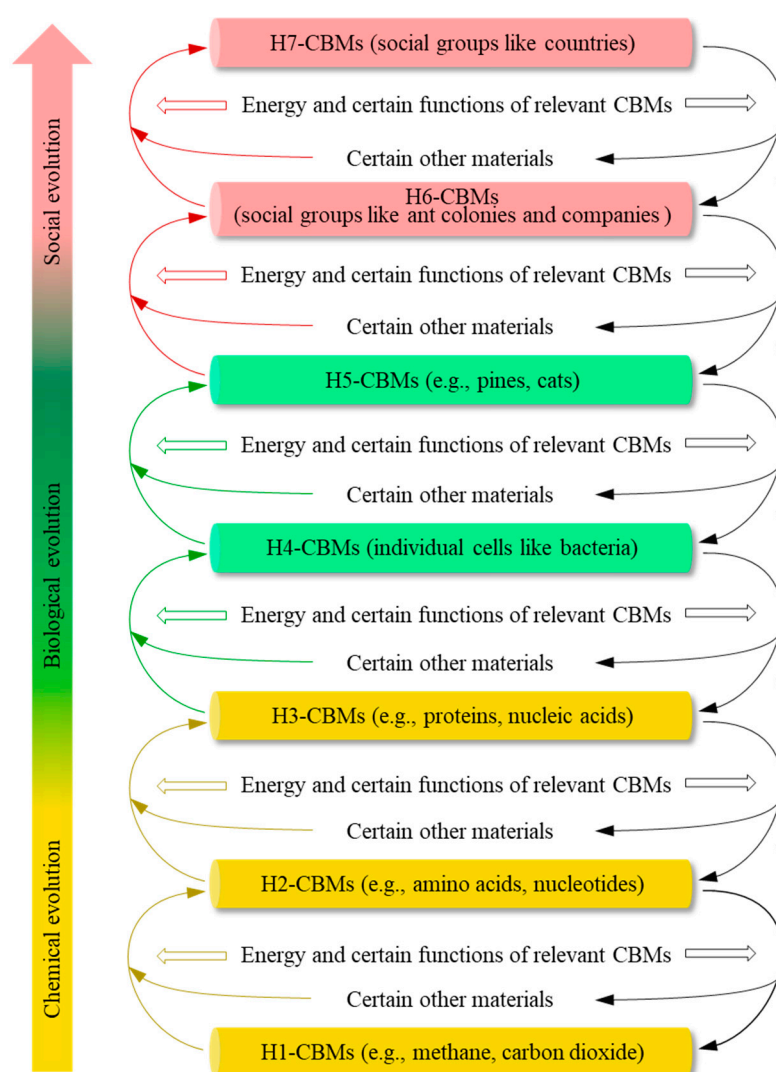 H7-CBMs (social groups like countries)
Energy and certain functions of relevant CBMs
Certain other materials
H6-CBMs
(social groups like ant colonies and companies )
Energy and certain functions of relevant CBMs
Certain other materials
H5-CBMs (e.g., pines, cats)
Energy and certain functions of relevant CBMs
Certain other materials
H4-CBMs (individual cells like bacteria)
Energy and certain functions of relevant CBMs
Certain other materials
H3-CBMs (e.g., proteins, nucleic acids)
Energy and certain functions of relevant CBMs
Certain other materials
H2-CBMs (e.g., amino acids, nucleotides)
Energy and certain functions of relevant CBMs
Certain other materials
H1-CBMs (e.g., methane, carbon dioxide)
Social evolution
Biological evolution
Chemical evolution